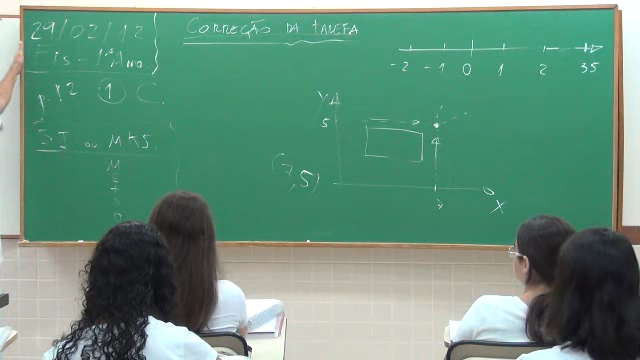 29/02/12
Fis - 1º Ano
p.12 1 C.
SI ou MKS.
M
E
T
R
O
CORREÇÃO DA TAREFA
-2 -1 0 1 2 35
Y
5
(7,5)
X